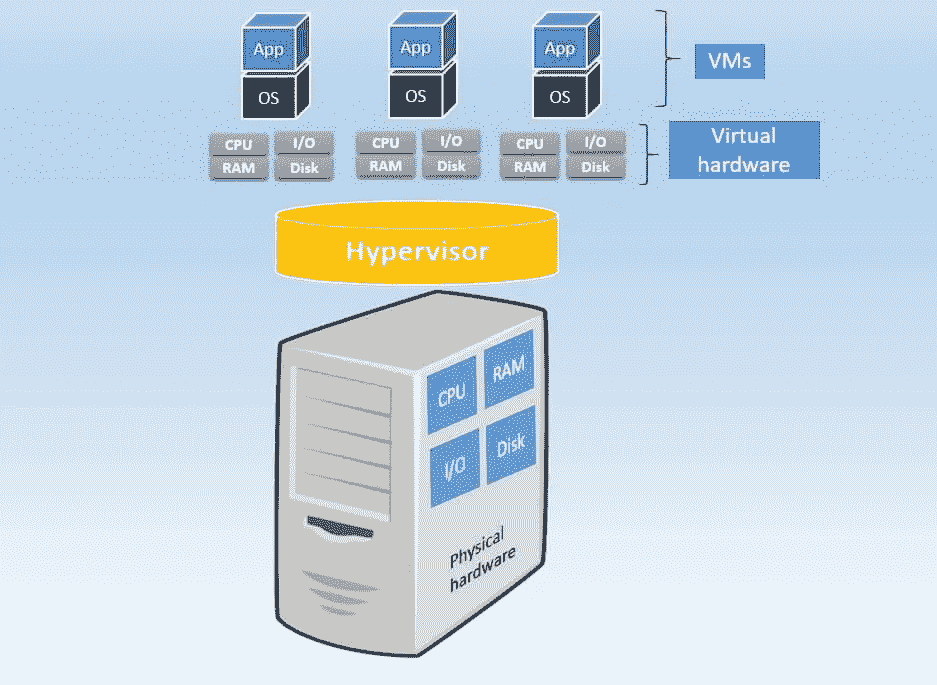 App App App
VMs
OS OS OS
CPU I/O CPU I/O CPU I/O
RAM Disk RAM Disk RAM Disk
Virtual
hardware
Hypervisor
CPU RAM
I/O Disk
Physical
hardware